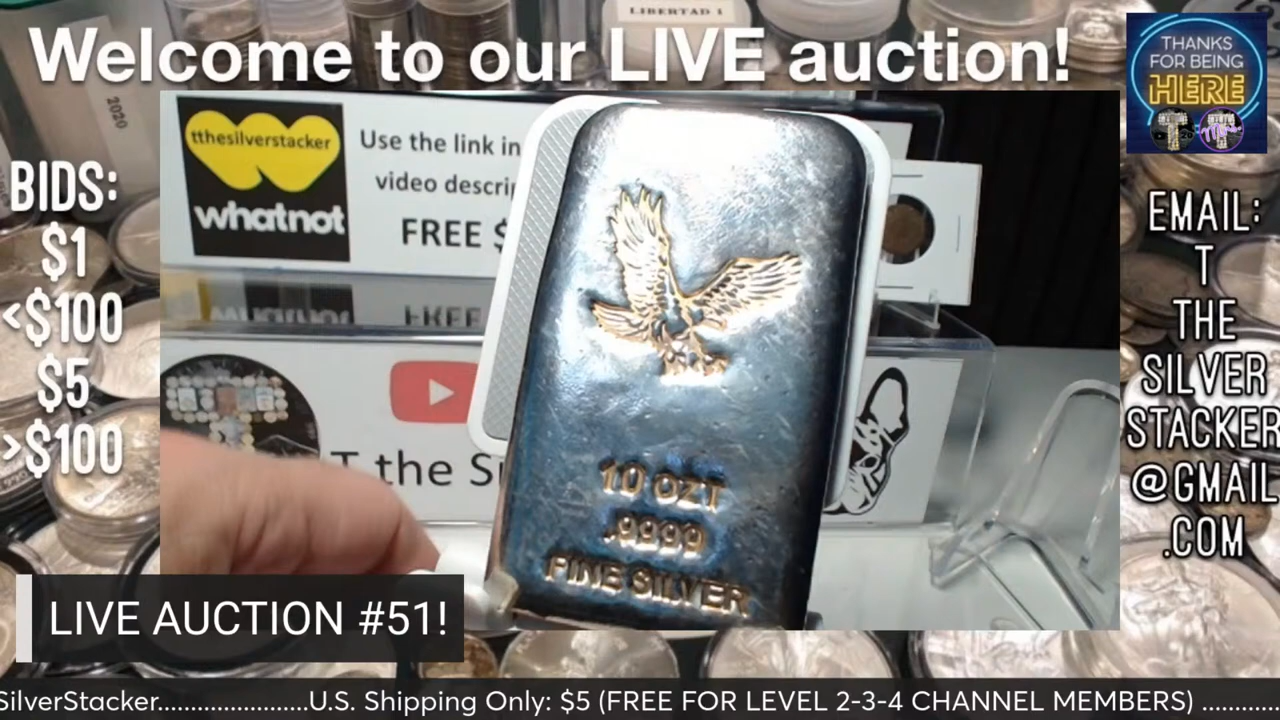 Welcome to our LIVE auction!
LIBERTAD 1
2020
THANKS
FOR BEING
HERE
BIDS:
$1
<$100
$5
>$100
tthesilverstacker
whatnot
Use the link in
video descrip
FREE $
T the Si
10 OZT
.9999
FINE SILVER
EMAIL:
T
THE
SILVER
STACKER
@GMAIL
.COM
LIVE AUCTION #51!
SilverStacker......................U.S. Shipping Only: $5 (FREE FOR LEVEL 2-3-4 CHANNEL MEMBERS) ............